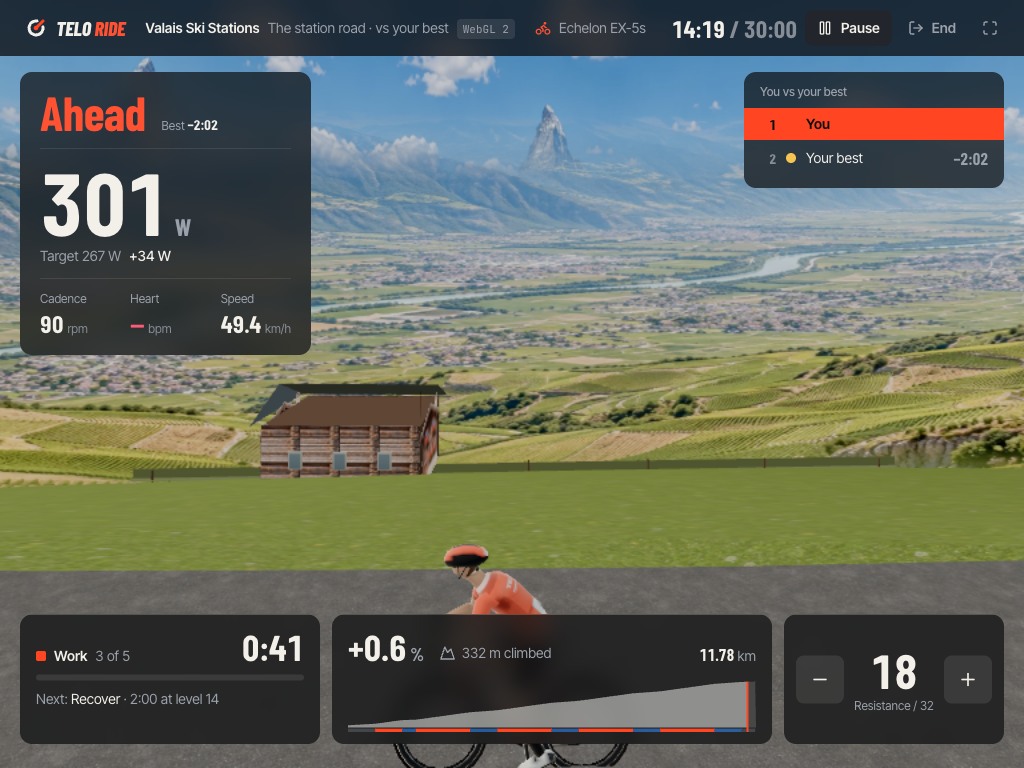 TELO RIDE
Valais Ski Stations The station road · vs your best WebGL 2 Echelon EX-5s 14:19 / 30:00 Pause End
Ahead Best −2:02
301 W
Target 267 W +34 W
Cadence Heart Speed
90 rpm — bpm 49.4 km/h
You vs your best
1 You
2 Your best −2:02
Work 3 of 5 0:41
Next: Recover · 2:00 at level 14
+0.6 % 332 m climbed 11.78 km
− 18 +
Resistance / 32